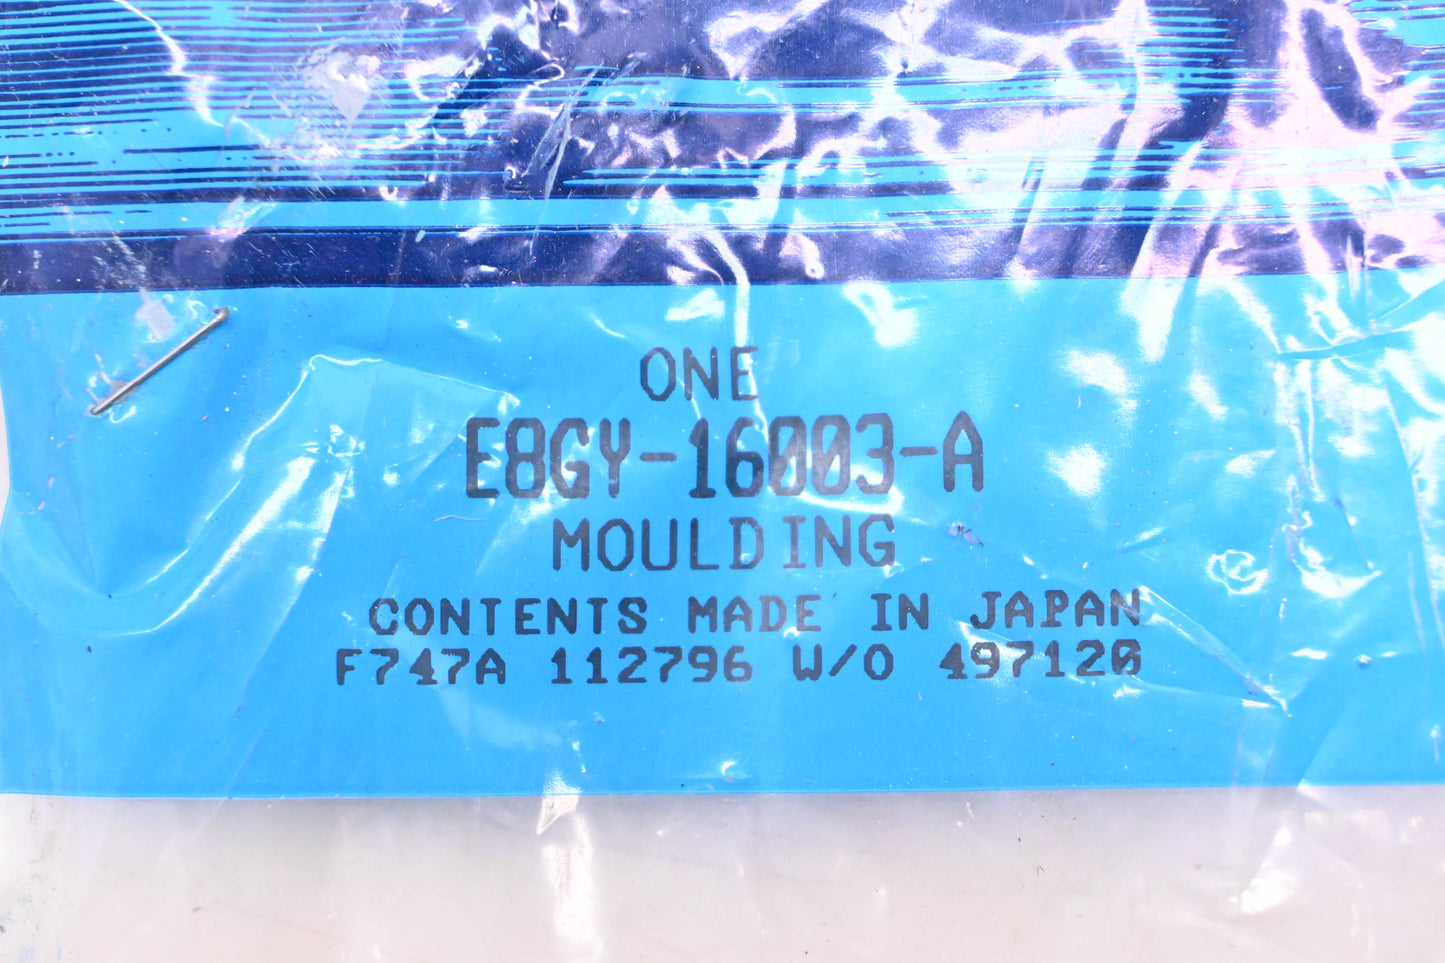 ONE
E8GY-16003-A
MOULDING
CONTENTS MADE IN JAPAN
F747A 112796 W/O 497120